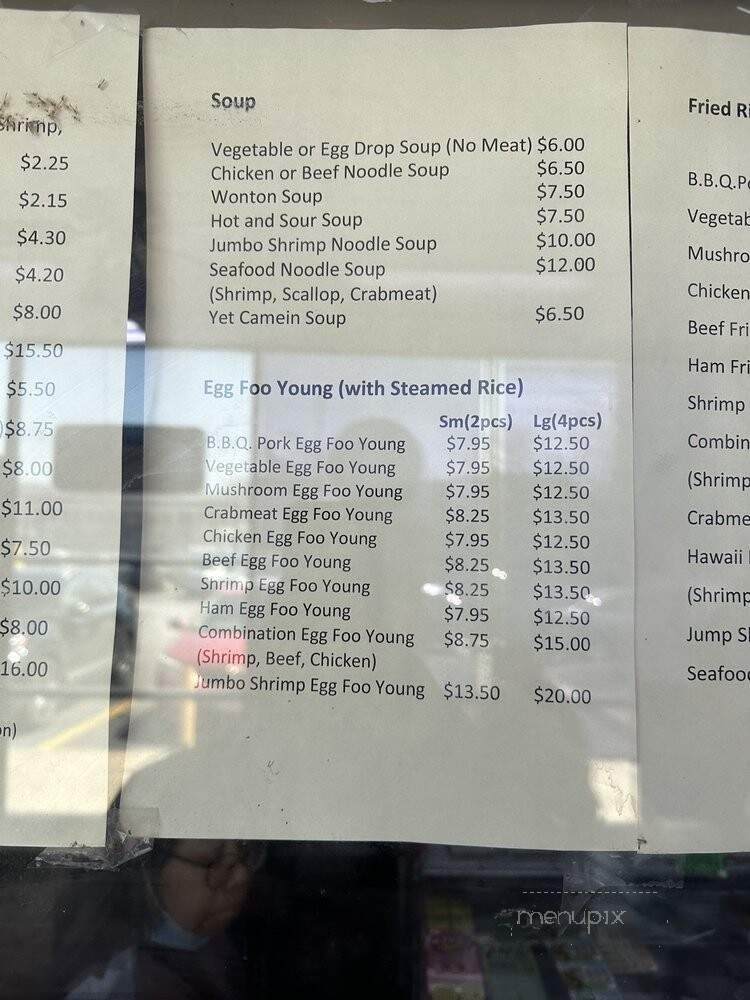 Shrimp,
$2.25
$2.15
$4.30
$4.20
$8.00
$15.50
$5.50
)$8.75
$8.00
$11.00
$7.50
$10.00
$8.00
16.00
on)
Soup
Vegetable or Egg Drop Soup (No Meat) $6.00
Chicken or Beef Noodle Soup $6.50
Wonton Soup $7.50
Hot and Sour Soup $7.50
Jumbo Shrimp Noodle Soup $10.00
Seafood Noodle Soup $12.00
(Shrimp, Scallop, Crabmeat)
Yet Camein Soup $6.50
Egg Foo Young (with Steamed Rice)
Sm(2pcs) Lg(4pcs)
B.B.Q. Pork Egg Foo Young $7.95 $12.50
Vegetable Egg Foo Young $7.95 $12.50
Mushroom Egg Foo Young $7.95 $12.50
Crabmeat Egg Foo Young $8.25 $13.50
Chicken Egg Foo Young $7.95 $12.50
Beef Egg Foo Young $8.25 $13.50
Shrimp Egg Foo Young $8.25 $13.50
Ham Egg Foo Young $7.95 $12.50
Combination Egg Foo Young $8.75 $15.00
(Shrimp, Beef, Chicken)
Jumbo Shrimp Egg Foo Young $13.50 $20.00
Fried Ri
B.B.Q.Po
Vegetab
Mushro
Chicken
Beef Fri
Ham Fri
Shrimp
Combin
(Shrimp
Crabme
Hawaii
(Shrimp
Jump S
Seafood
menupix